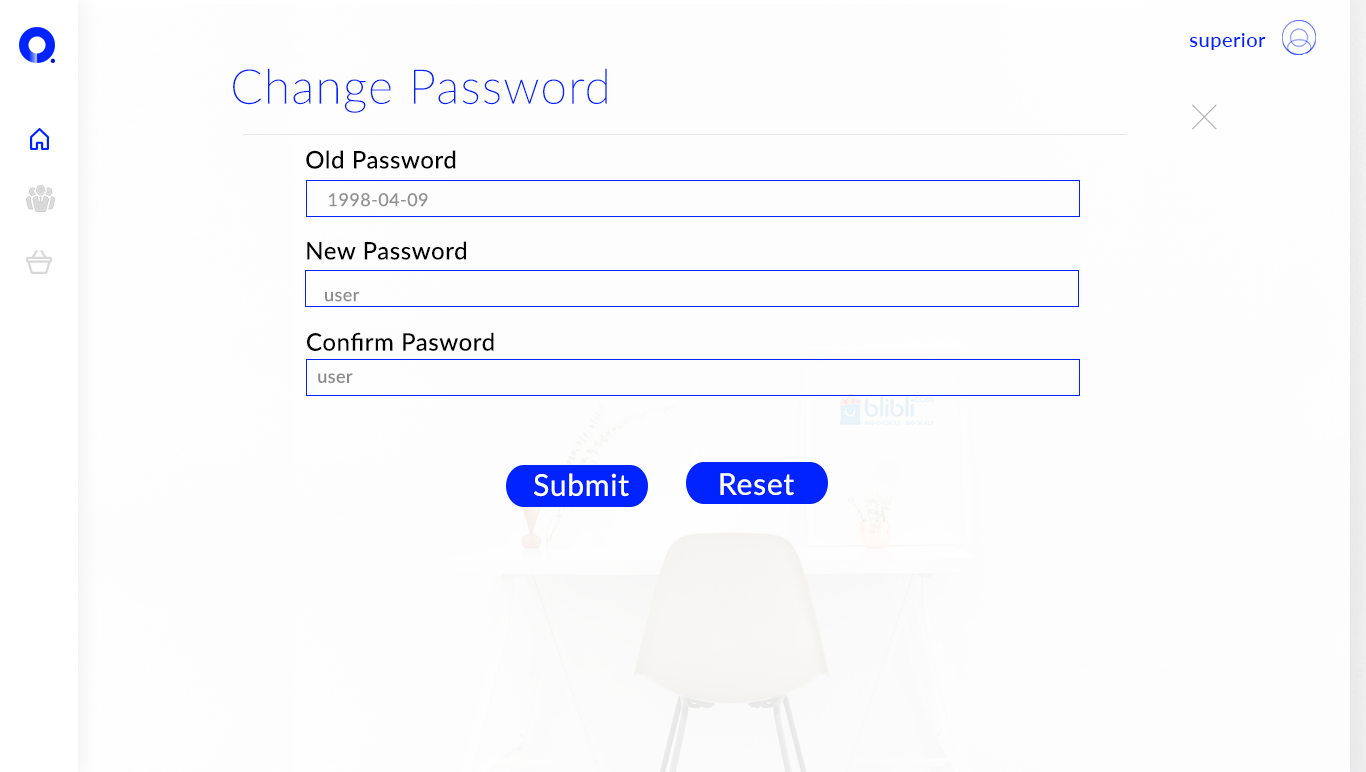 superior
Change Password
Old Password
1998-04-09
New Password
user
Confirm Pasword
user
blibli
Submit
Reset